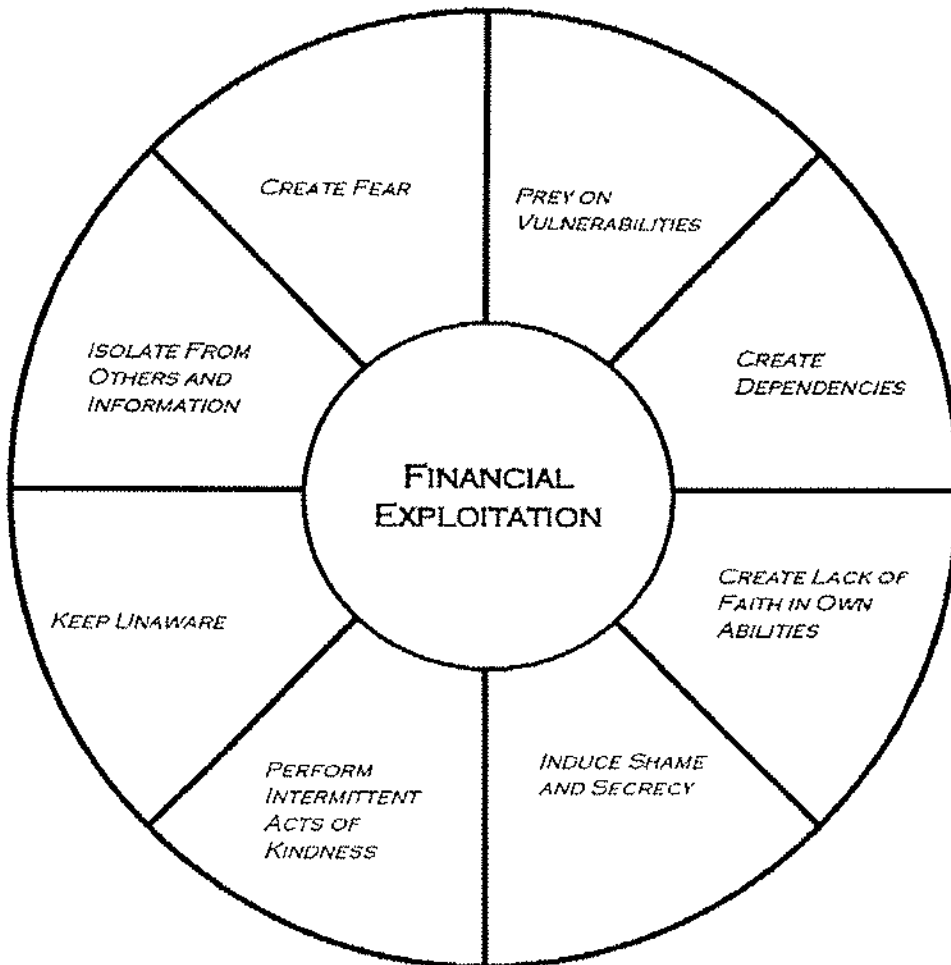 CREATE FEAR
PREY ON
VULNERABILITIES
ISOLATE FROM
OTHERS AND
INFORMATION
CREATE
DEPENDENCIES
FINANCIAL
EXPLOITATION
KEEP UNAWARE
CREATE LACK OF
FAITH IN OWN
ABILITIES
PERFORM
INTERMITTENT
ACTS OF
KINDNESS
INDUCE SHAME
AND SECRECY